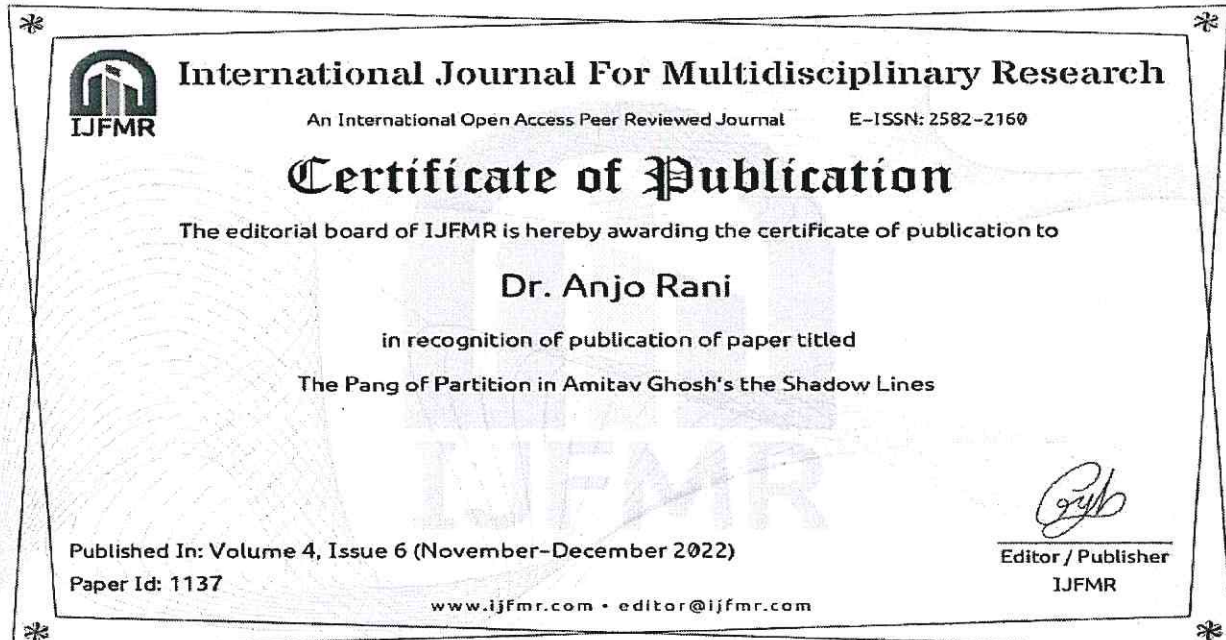 International Journal For Multidisciplinary Research
IJFMR
An International Open Access Peer Reviewed Journal E-ISSN: 2582-2160
Certificate of Publication
The editorial board of IJFMR is hereby awarding the certificate of publication to
Dr. Anjo Rani
in recognition of publication of paper titled
The Pang of Partition in Amitav Ghosh's the Shadow Lines
IJFMR
Published In: Volume 4, Issue 6 (November-December 2022)
Paper Id: 1137
Editor / Publisher
IJFMR
www.ijfmr.com • editor@ijfmr.com